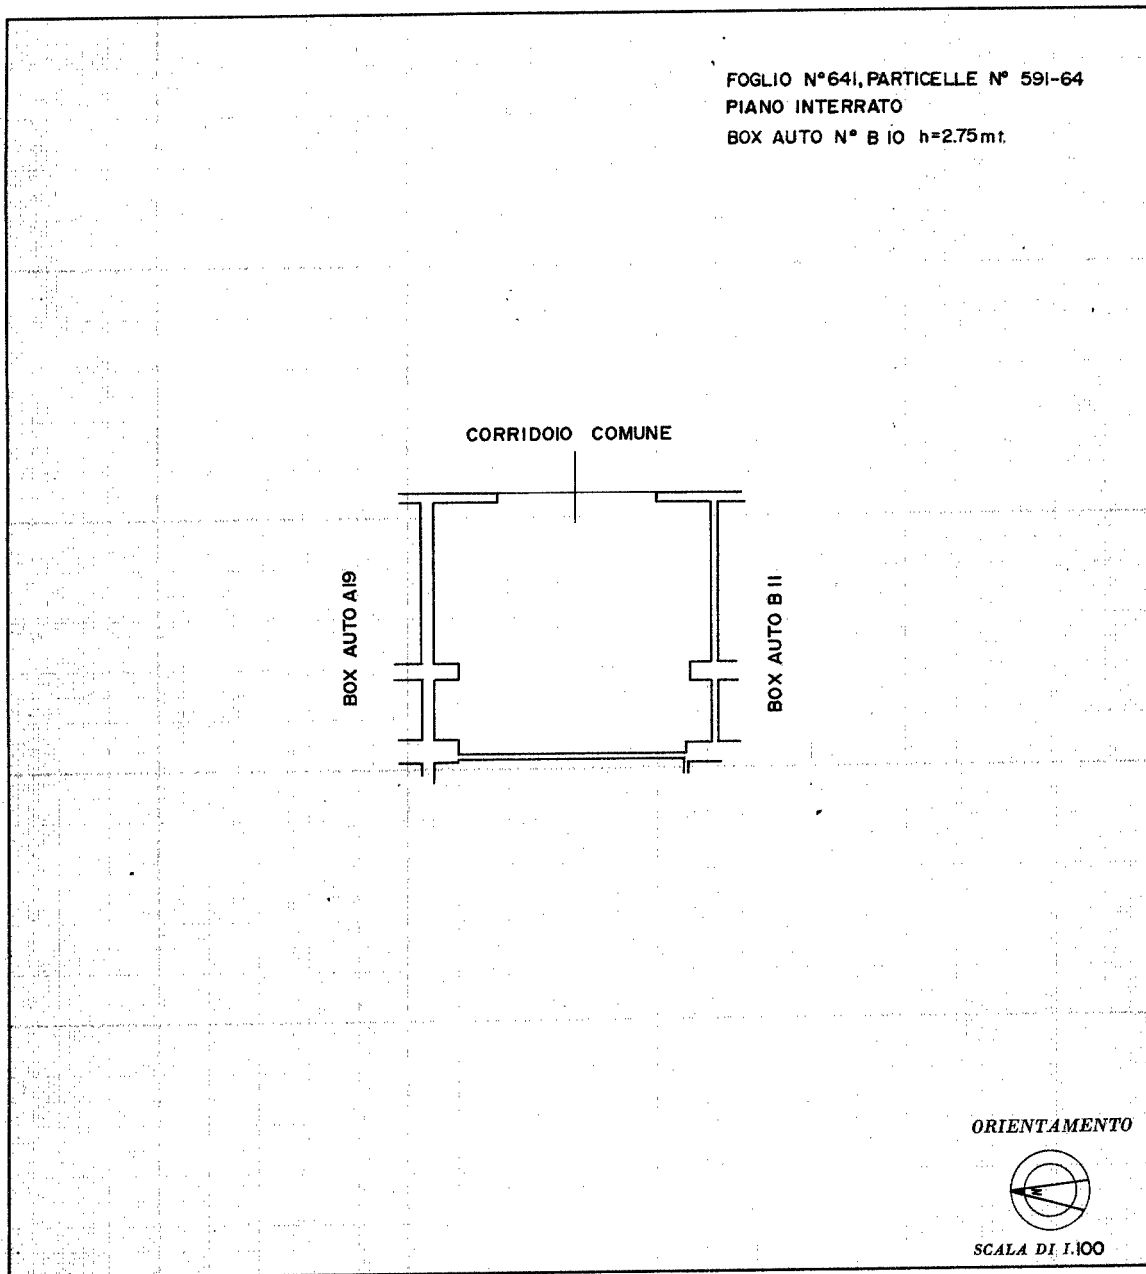 FOGLIO N° 641, PARTICELLE N° 591-64
PIANO INTERRATO
BOX AUTO N° B 10 h=2.75mt.
CORRIDOIO COMUNE
BOX AUTO A19
BOX AUTO B 11
ORIENTAMENTO
N
SCALA DI 1.100